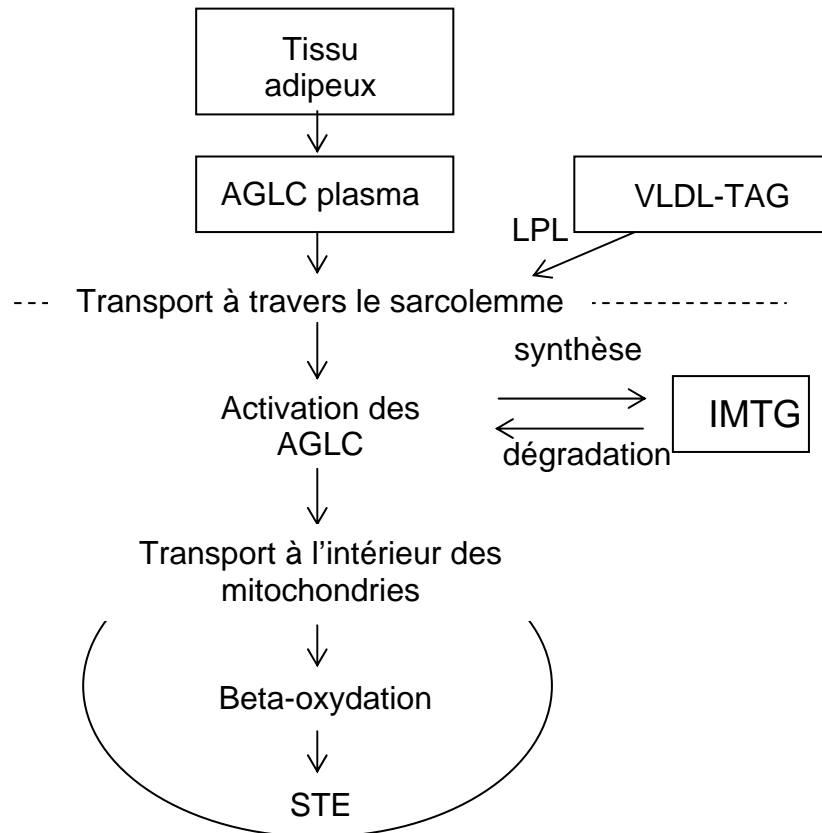 Tissu
adipeux
AGLC plasma
VLDL-TAG
LPL
Transport à travers le sarcolemme
synthèse
Activation des
AGLC
IMTG
dégradation
Transport à l’intérieur des
mitochondries
Beta-oxydation
STE